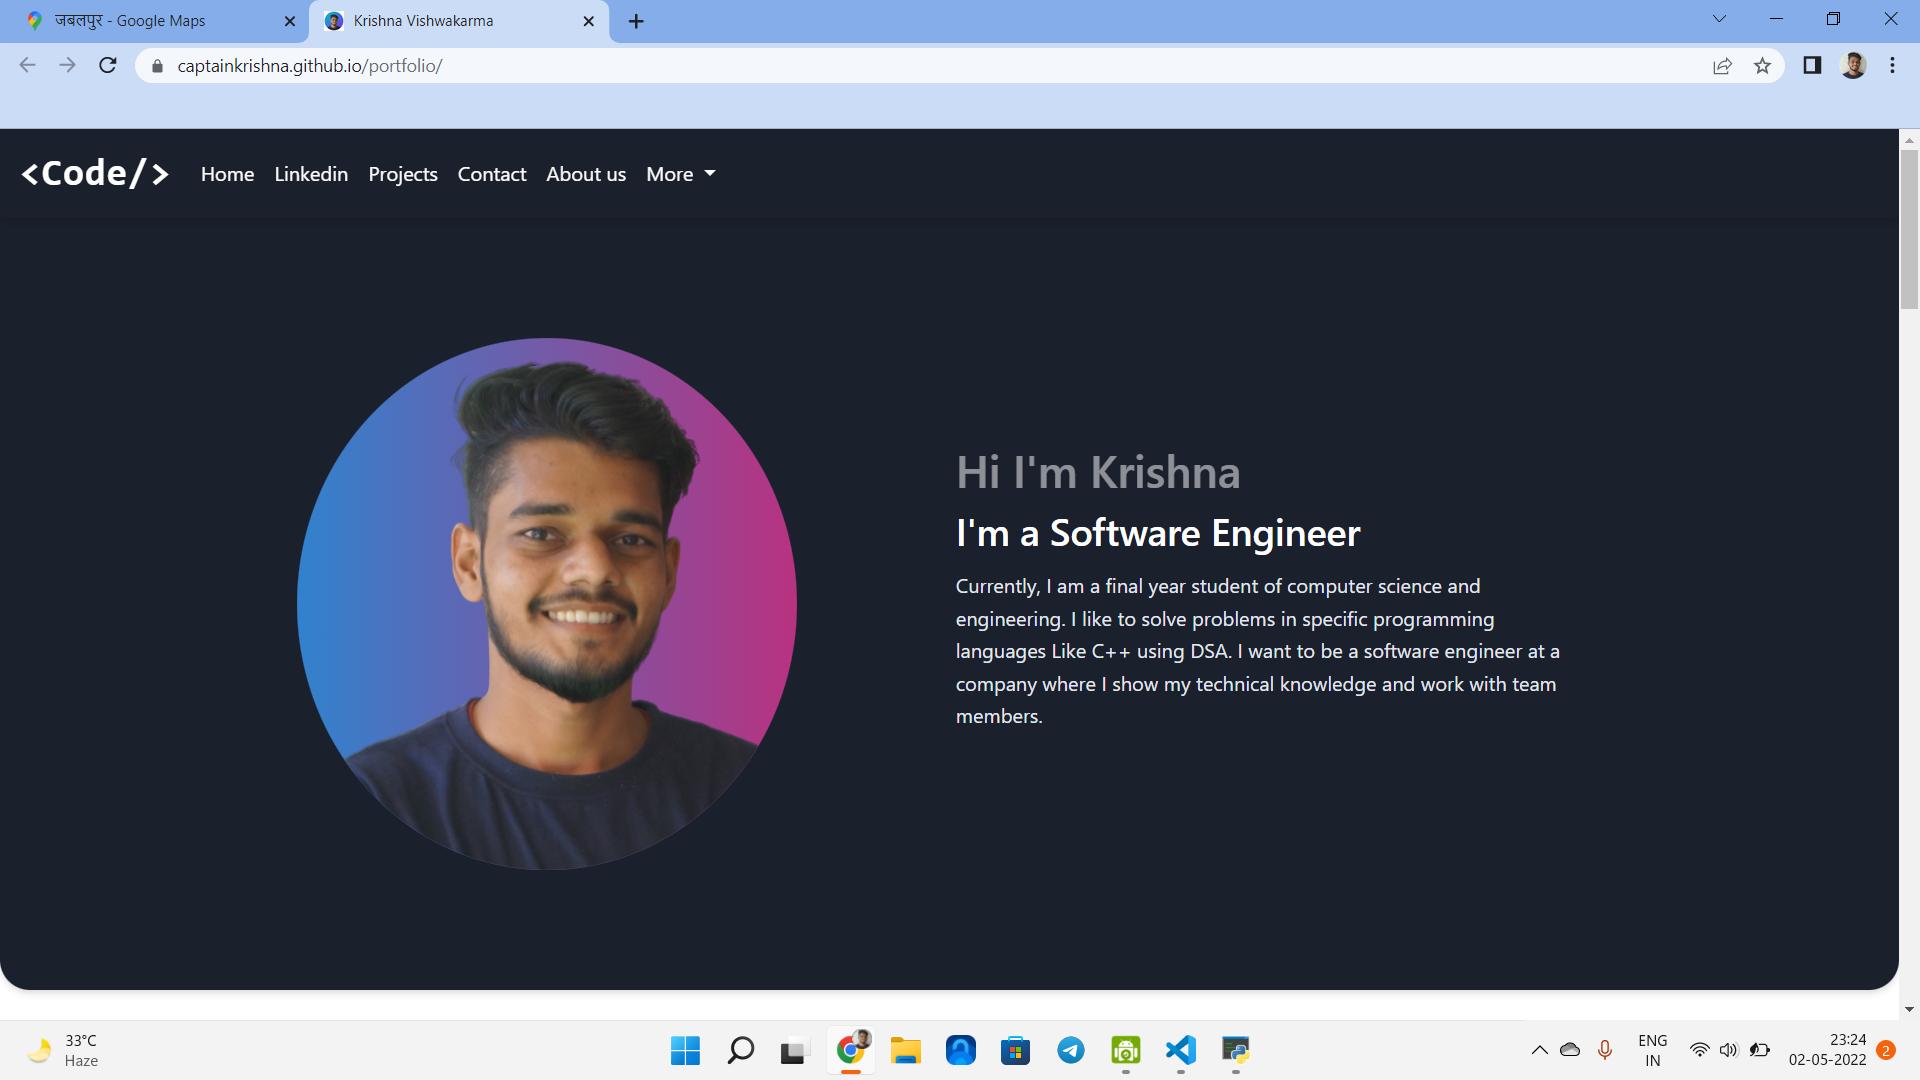 जबलपुर - Google Maps
Krishna Vishwakarma
captainkrishna.github.io/portfolio/
<Code/>
Home
Linkedin
Projects
Contact
About us
More
Hi I'm Krishna
I'm a Software Engineer
Currently, I am a final year student of computer science and
engineering. I like to solve problems in specific programming
languages Like C++ using DSA. I want to be a software engineer at a
company where I show my technical knowledge and work with team
members.
33°C
Haze
ENG
IN
23:24
02-05-2022
2